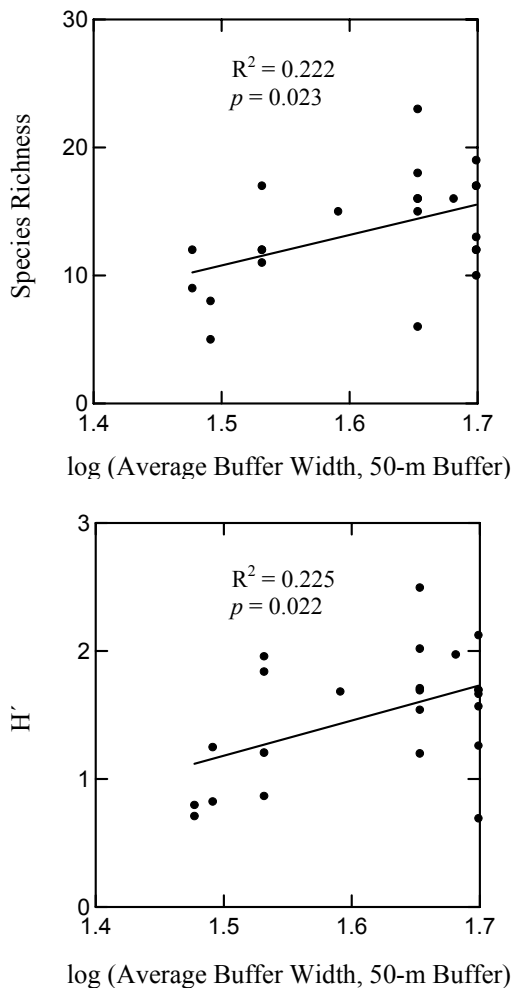 30
R² = 0.222
p = 0.023
20
Species Richness
10
0
1.4 1.5 1.6 1.7
log (Average Buffer Width, 50-m Buffer)
3
R² = 0.225
p = 0.022
2
H´
1
0
1.4 1.5 1.6 1.7
log (Average Buffer Width, 50-m Buffer)